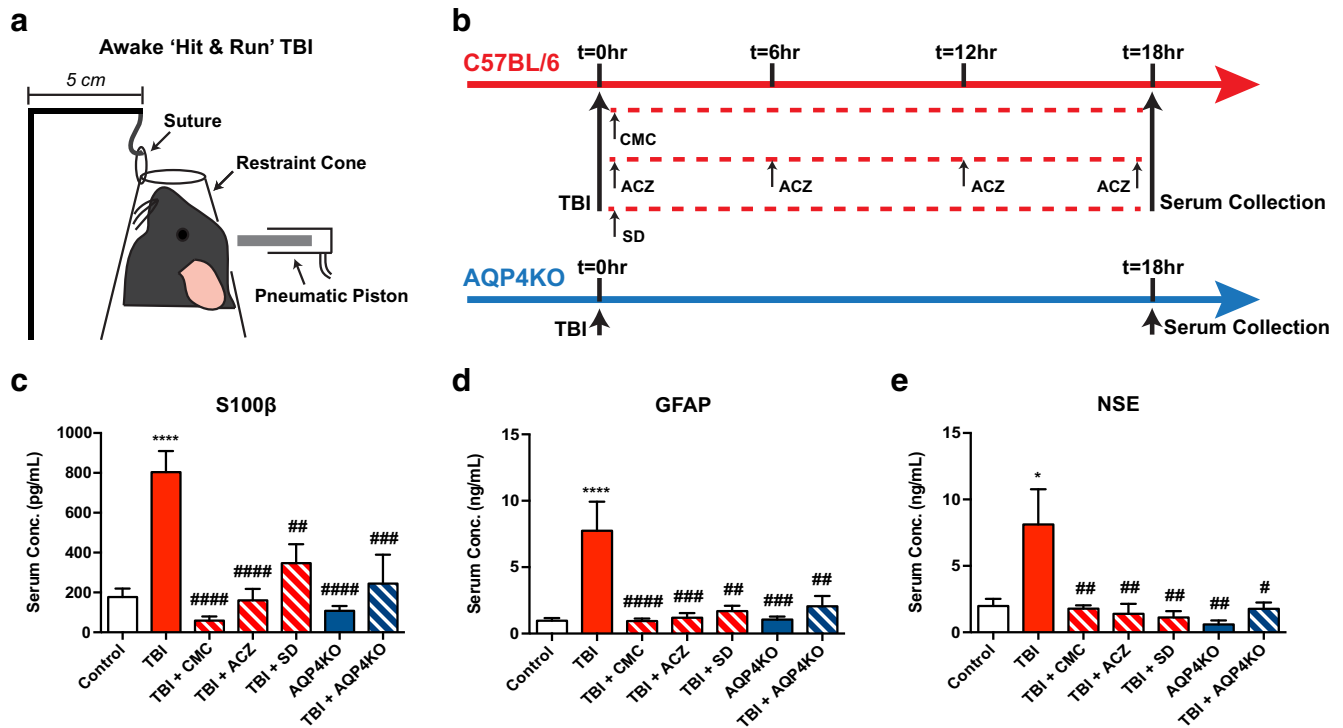 a
Awake ‘Hit & Run’ TBI
5 cm
Suture
Restraint Cone
Pneumatic Piston
b
C57BL/6
t=0hr t=6hr t=12hr t=18hr
CMC
ACZ ACZ ACZ ACZ
TBI Serum Collection
SD
AQP4KO
t=0hr t=18hr
TBI Serum Collection
c
S100β
Serum Conc. (pg/mL)
1000
800
600
400
200
0
****
####
####
##
####
###
Control
TBI
TBI + CMC
TBI + ACZ
TBI + SD
AQP4KO
TBI + AQP4KO
d
GFAP
Serum Conc. (ng/mL)
15
10
5
0
****
####
###
##
###
##
Control
TBI
TBI + CMC
TBI + ACZ
TBI + SD
AQP4KO
TBI + AQP4KO
e
NSE
Serum Conc. (ng/mL)
15
10
5
0
*
##
##
##
##
#
Control
TBI
TBI + CMC
TBI + ACZ
TBI + SD
AQP4KO
TBI + AQP4KO